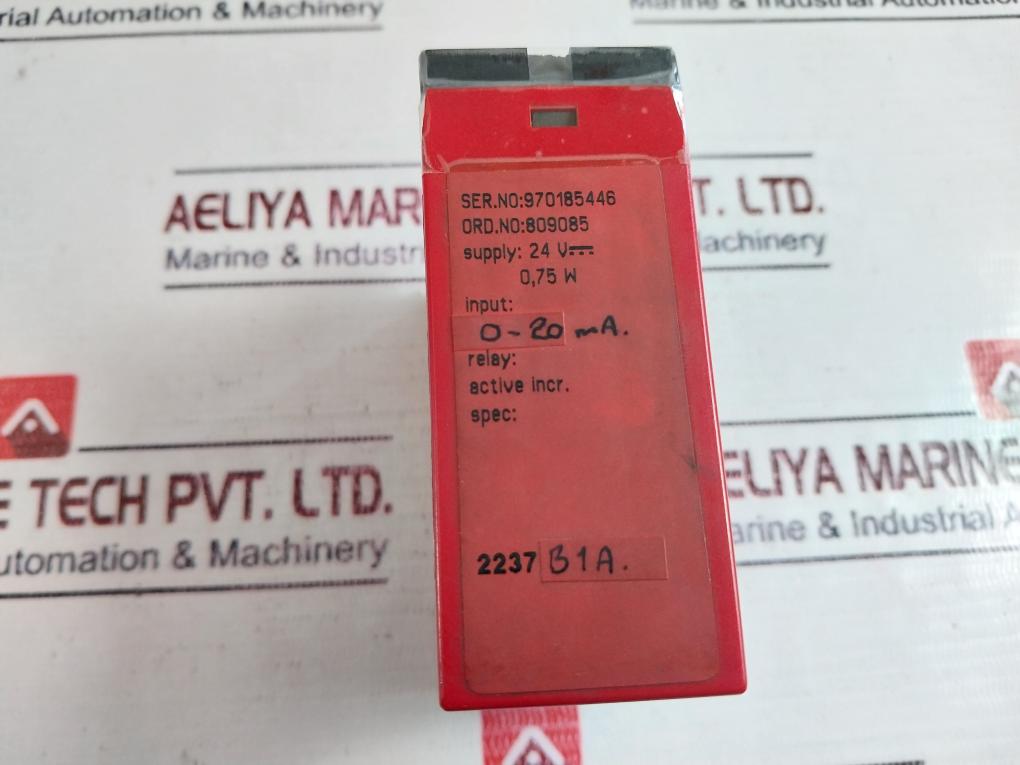 rial Automation & Machinery
Marine & Industrial Automation
AELIYA MAR
T. LTD.
Marine & Industri
achinery
SER.NO:970185446
ORD.NO:809085
supply: 24 V⎓
0,75 W
input:
0-20 mA.
relay:
active incr.
spec:
2237 B1A.
E TECH PVT. LTD.
utomation & Machinery
ELIYA MARINE
arine & Industrial A